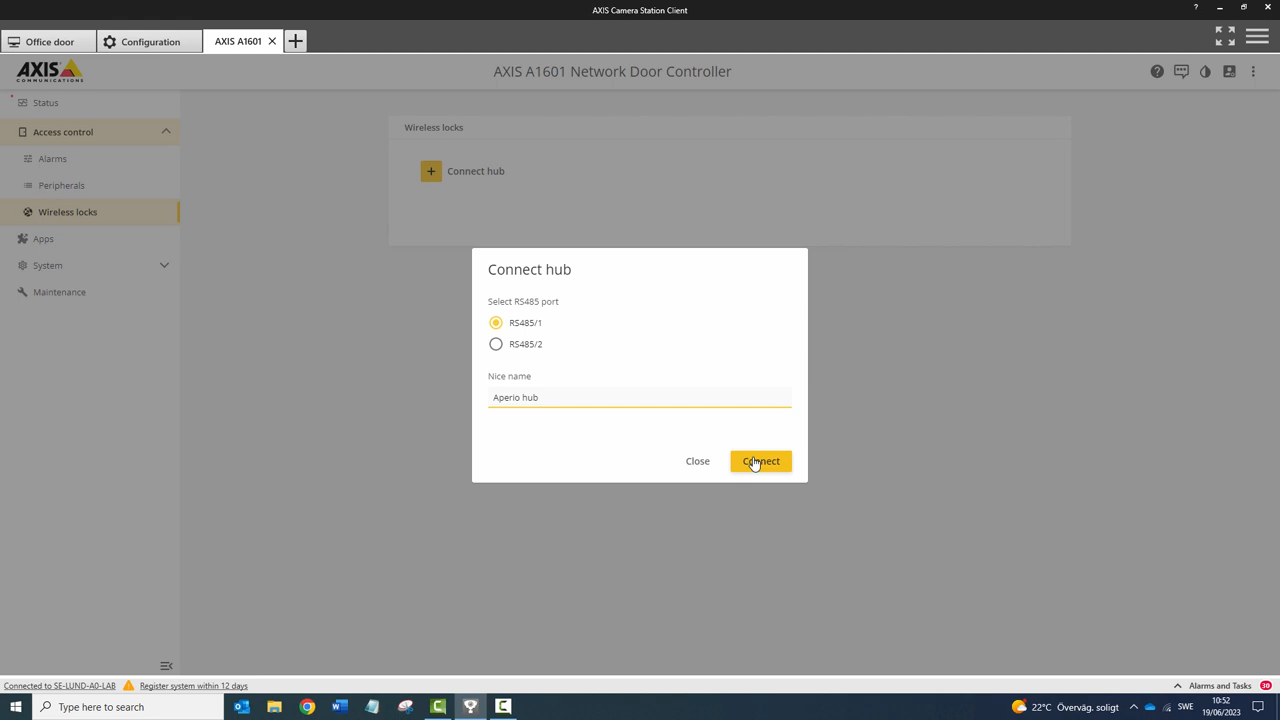 AXIS Camera Station Client
Office door
Configuration
AXIS A1601
AXIS COMMUNICATIONS
AXIS A1601 Network Door Controller
Status
Access control
Alarms
Peripherals
Wireless locks
Apps
System
Maintenance
Wireless locks
Connect hub
Connect hub
Select RS485 port
RS485/1
RS485/2
Nice name
Aperio hub
Close
Connect
Connected to SE-LUND-A0-LAB
Register system within 12 days
Alarms and Tasks
30
Type here to search
22°C Överväg. soligt
SWE
10:52
19/06/2023